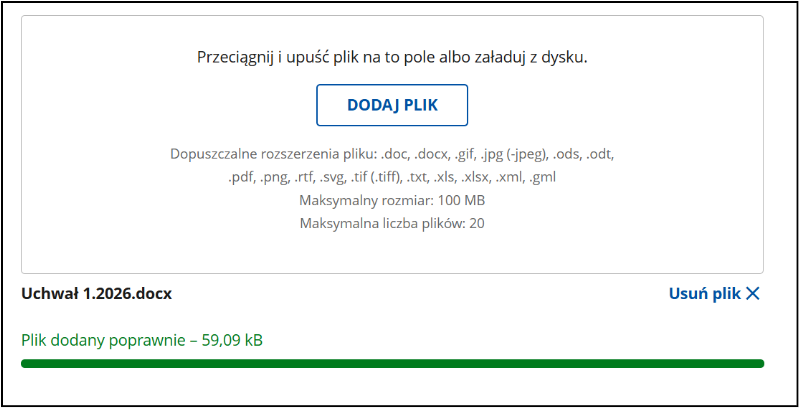 Przeciągnij i upuść plik na to pole albo załaduj z dysku.
DODAJ PLIK
Dopuszczalne rozszerzenia pliku: .doc, .docx, .gif, .jpg (-jpeg), .ods, .odt,
.pdf, .png, .rtf, .svg, .tif (.tiff), .txt, .xls, .xlsx, .xml, .gml
Maksymalny rozmiar: 100 MB
Maksymalna liczba plików: 20
Uchwał 1.2026.docx
Usuń plik
Plik dodany poprawnie – 59,09 kB